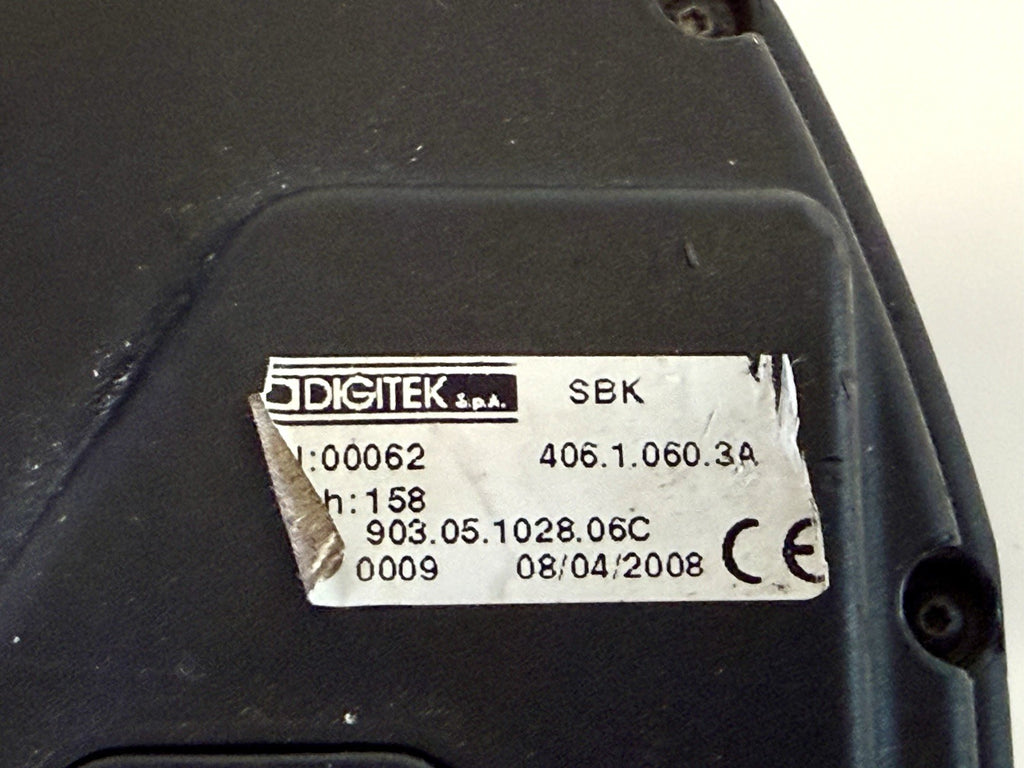 DIGITEK S.p.A. SBK
:00062 406.1.060.3A
h:158
903.05.1028.06C
0009 08/04/2008 CE